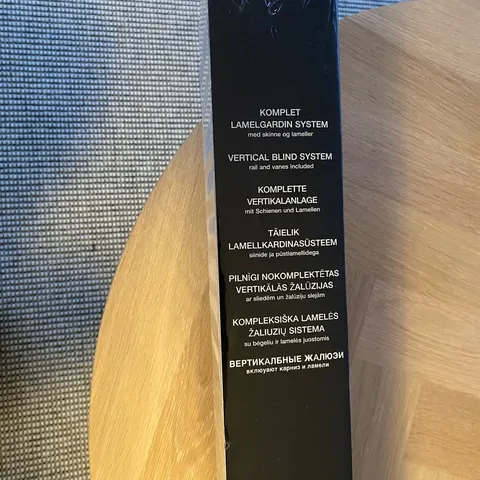 KOMPLET
LAMELGARDIN SYSTEM
med skinne og lameller
VERTICAL BLIND SYSTEM
rail and vanes included
KOMPLETTE
VERTIKALANLAGE
mit Schienen und Lamellen
TÄIELIK
LAMELLKARDINASÜSTEEM
siinide ja püstlamellidega
PILNĪGI NOKOMPLEKTĒTAS
VERTIKĀLĀS ŽALŪZIJAS
ar sliedēm un žalūziju slejām
KOMPLEKSIŠKA LAMELĖS
ŽALIUZIŲ SISTEMA
su bėgeliu ir lamelės juostomis
ВЕРТИКАЛБНЫЕ ЖАЛЮЭИ
вклюуают карниз и ламели